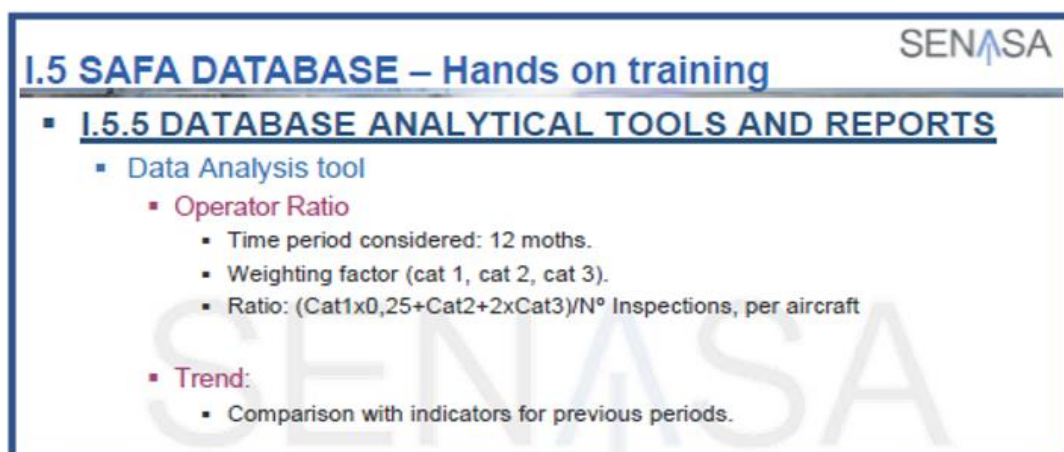 SENASA
I.5 SAFA DATABASE – Hands on training
▪ I.5.5 DATABASE ANALYTICAL TOOLS AND REPORTS
▪ Data Analysis tool
▪ Operator Ratio
▪ Time period considered: 12 moths.
▪ Weighting factor (cat 1, cat 2, cat 3).
▪ Ratio: (Cat1x0,25+Cat2+2xCat3)/Nº Inspections, per aircraft
▪ Trend:
▪ Comparison with indicators for previous periods.
SENASA